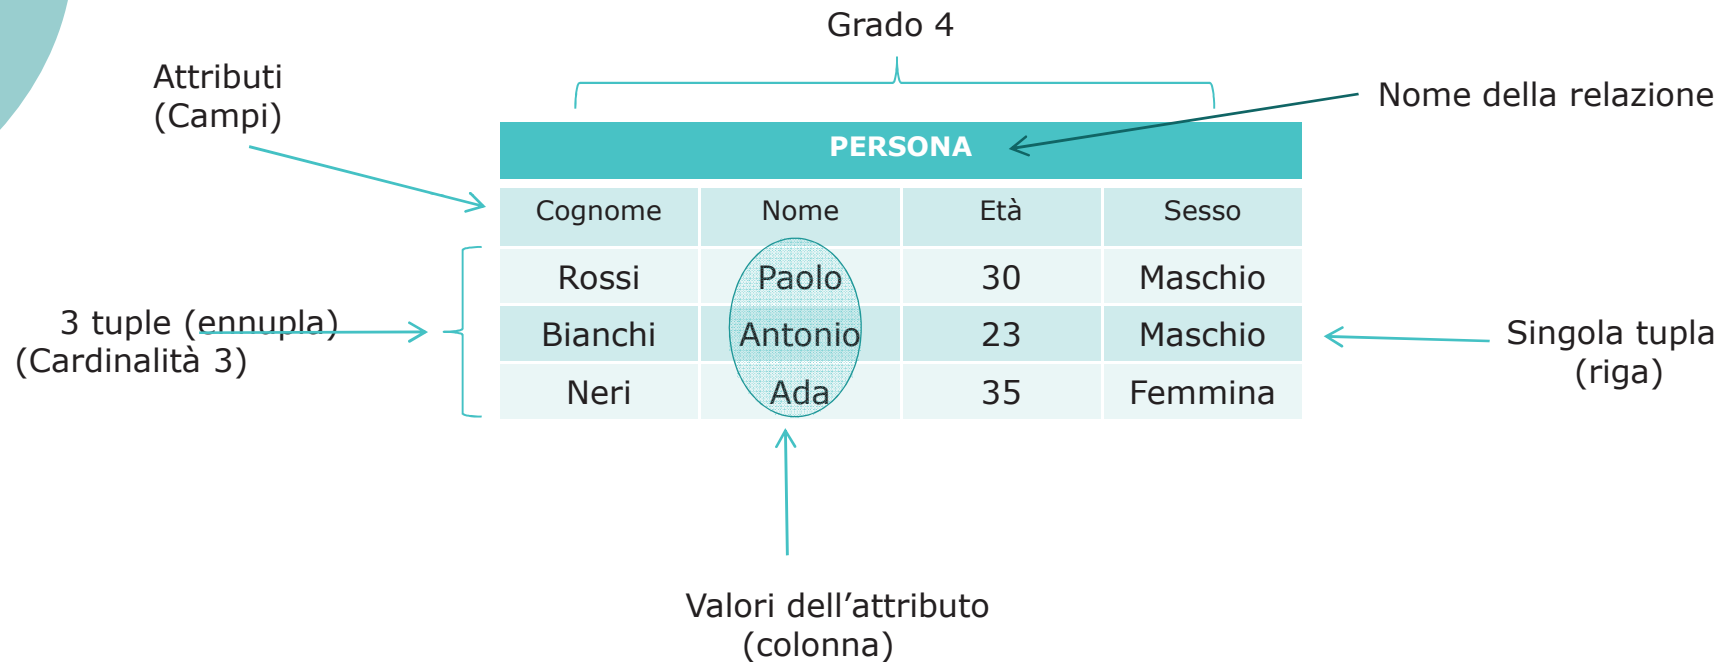 Grado 4
Attributi
(Campi)
Nome della relazione
PERSONA
Cognome Nome Età Sesso
Rossi Paolo 30 Maschio
3 tuple (ennupla)
(Cardinalità 3)
Bianchi Antonio 23 Maschio
Singola tupla
(riga)
Neri Ada 35 Femmina
Valori dell’attributo
(colonna)